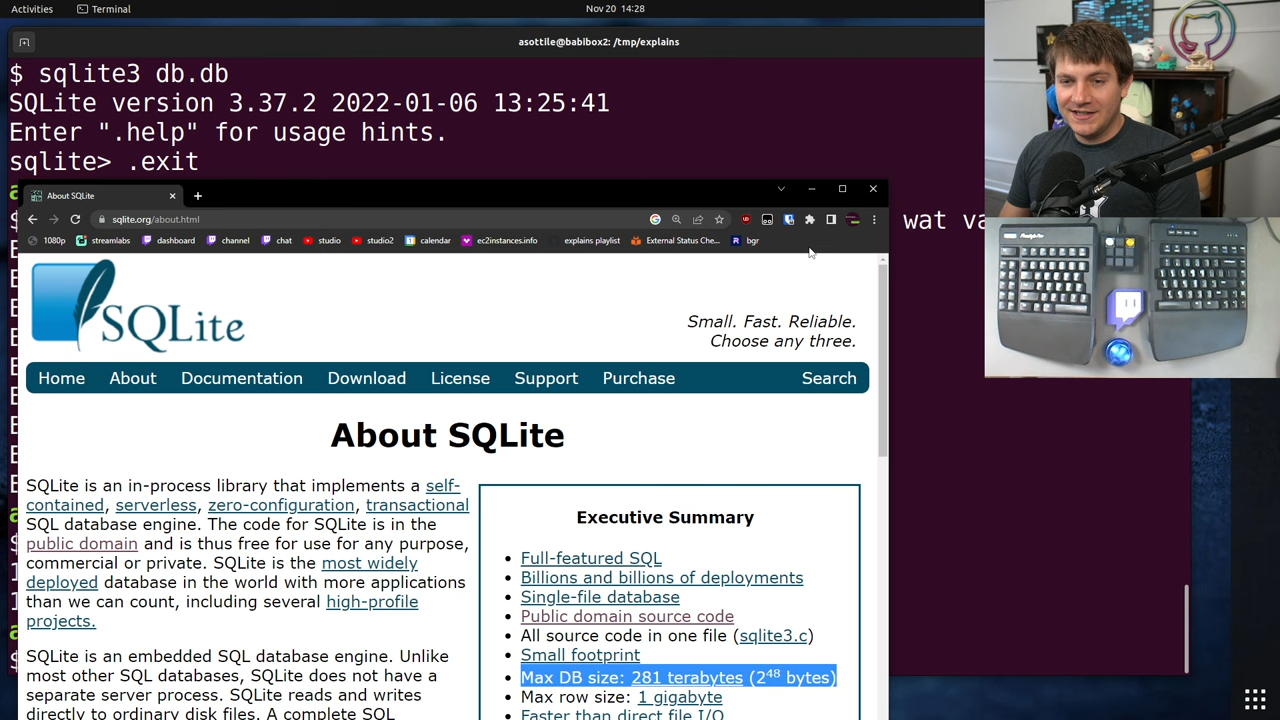 Activities
Terminal
Nov 20 14:28
asottile@babibox2: /tmp/explains
$ sqlite3 db.db
SQLite version 3.37.2 2022-01-06 13:25:41
Enter ".help" for usage hints.
sqlite> .exit
wat va
About SQLite
sqlite.org/about.html
1080p
streamlabs
dashboard
channel
chat
studio
studio2
calendar
ec2instances.info
explains playlist
External Status Che...
bgr
SQLite
Small. Fast. Reliable.
Choose any three.
Home
About
Documentation
Download
License
Support
Purchase
Search
About SQLite
SQLite is an in-process library that implements a self-
contained, serverless, zero-configuration, transactional
SQL database engine. The code for SQLite is in the
public domain and is thus free for use for any purpose,
commercial or private. SQLite is the most widely
deployed database in the world with more applications
than we can count, including several high-profile
projects.
SQLite is an embedded SQL database engine. Unlike
most other SQL databases, SQLite does not have a
separate server process. SQLite reads and writes
directly to ordinary disk files. A complete SQL
Executive Summary
• Full-featured SQL
• Billions and billions of deployments
• Single-file database
• Public domain source code
• All source code in one file (sqlite3.c)
• Small footprint
• Max DB size: 281 terabytes (2⁴⁸ bytes)
• Max row size: 1 gigabyte
• Faster than direct file I/O